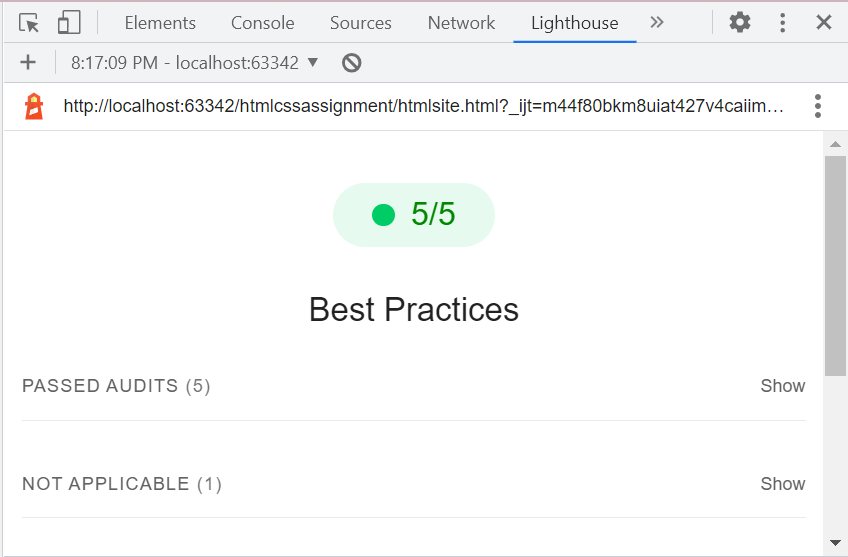 Elements Console Sources Network Lighthouse
8:17:09 PM - localhost:63342
http://localhost:63342/htmlcssassignment/htmlsite.html?_ijt=m44f80bkm8uiat427v4caiim…
5/5
Best Practices
PASSED AUDITS (5) Show
NOT APPLICABLE (1) Show